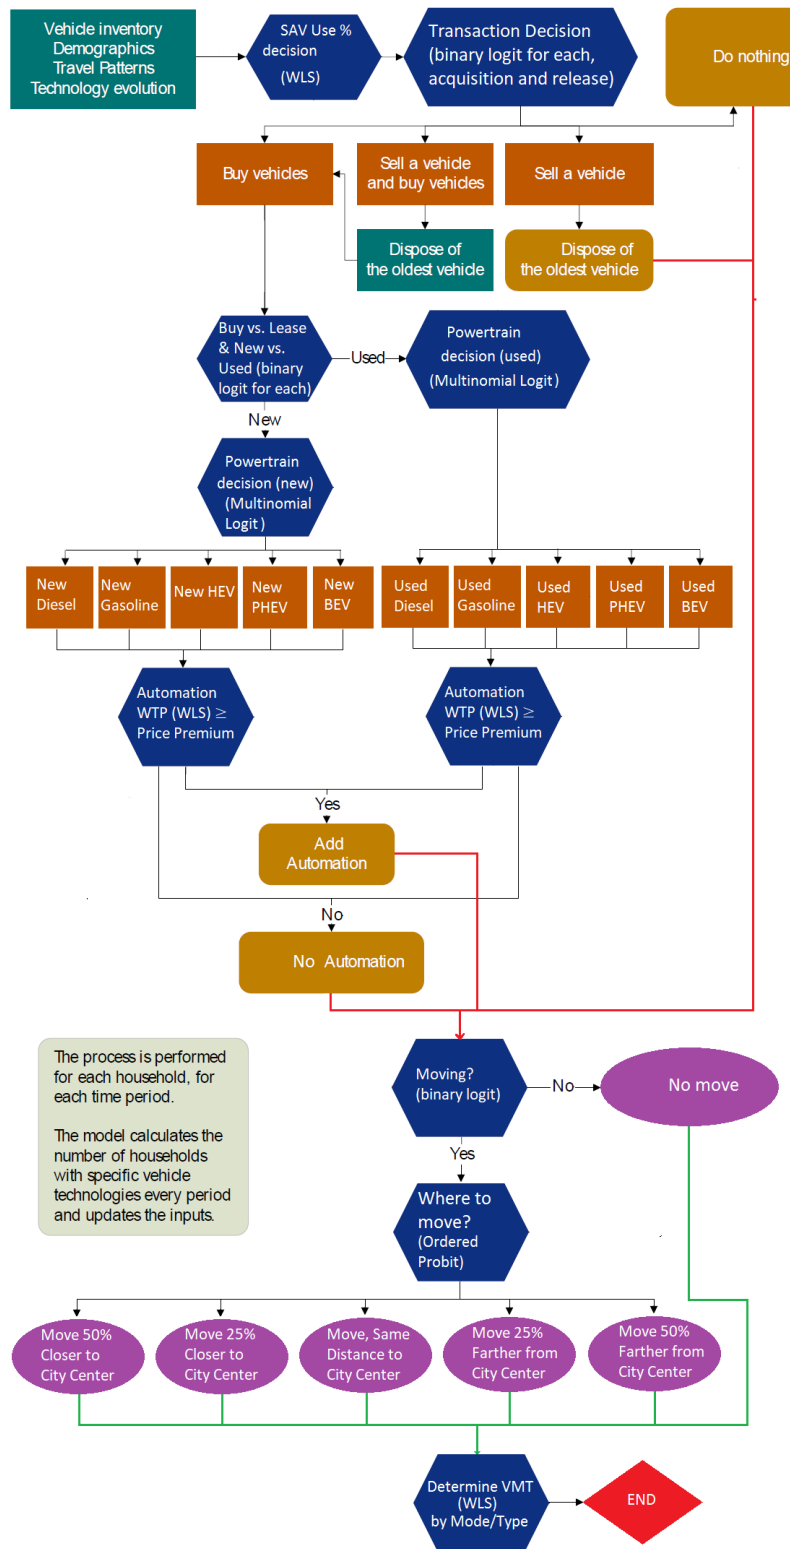 Vehicle inventory
Demographics
Travel Patterns
Technology evolution
SAV Use %
decision
(WLS)
Transaction Decision
(binary logit for each,
acquisition and release)
Do nothing
Buy vehicles
Sell a vehicle
and buy vehicles
Sell a vehicle
Dispose of
the oldest vehicle
Dispose of
the oldest vehicle
Buy vs. Lease
& New vs.
Used (binary
logit for each)
Used
Powertrain
decision (used)
(Multinomial Logit)
New
Powertrain
decision (new)
(Multinomial
Logit)
New
Diesel
New
Gasoline
New HEV
New
PHEV
New
BEV
Used
Diesel
Used
Gasoline
Used
HEV
Used
PHEV
Used
BEV
Automation
WTP (WLS) ≥
Price Premium
Automation
WTP (WLS) ≥
Price Premium
Yes
Add
Automation
No
No Automation
The process is performed
for each household, for
each time period.
The model calculates the
number of households
with specific vehicle
technologies every period
and updates the inputs.
Moving?
(binary logit)
No
No move
Yes
Where to
move?
(Ordered
Probit)
Move 50%
Closer to
City Center
Move 25%
Closer to
City Center
Move, Same
Distance to
City Center
Move 25%
Farther from
City Center
Move 50%
Farther from
City Center
Determine VMT
(WLS)
by Mode/Type
END